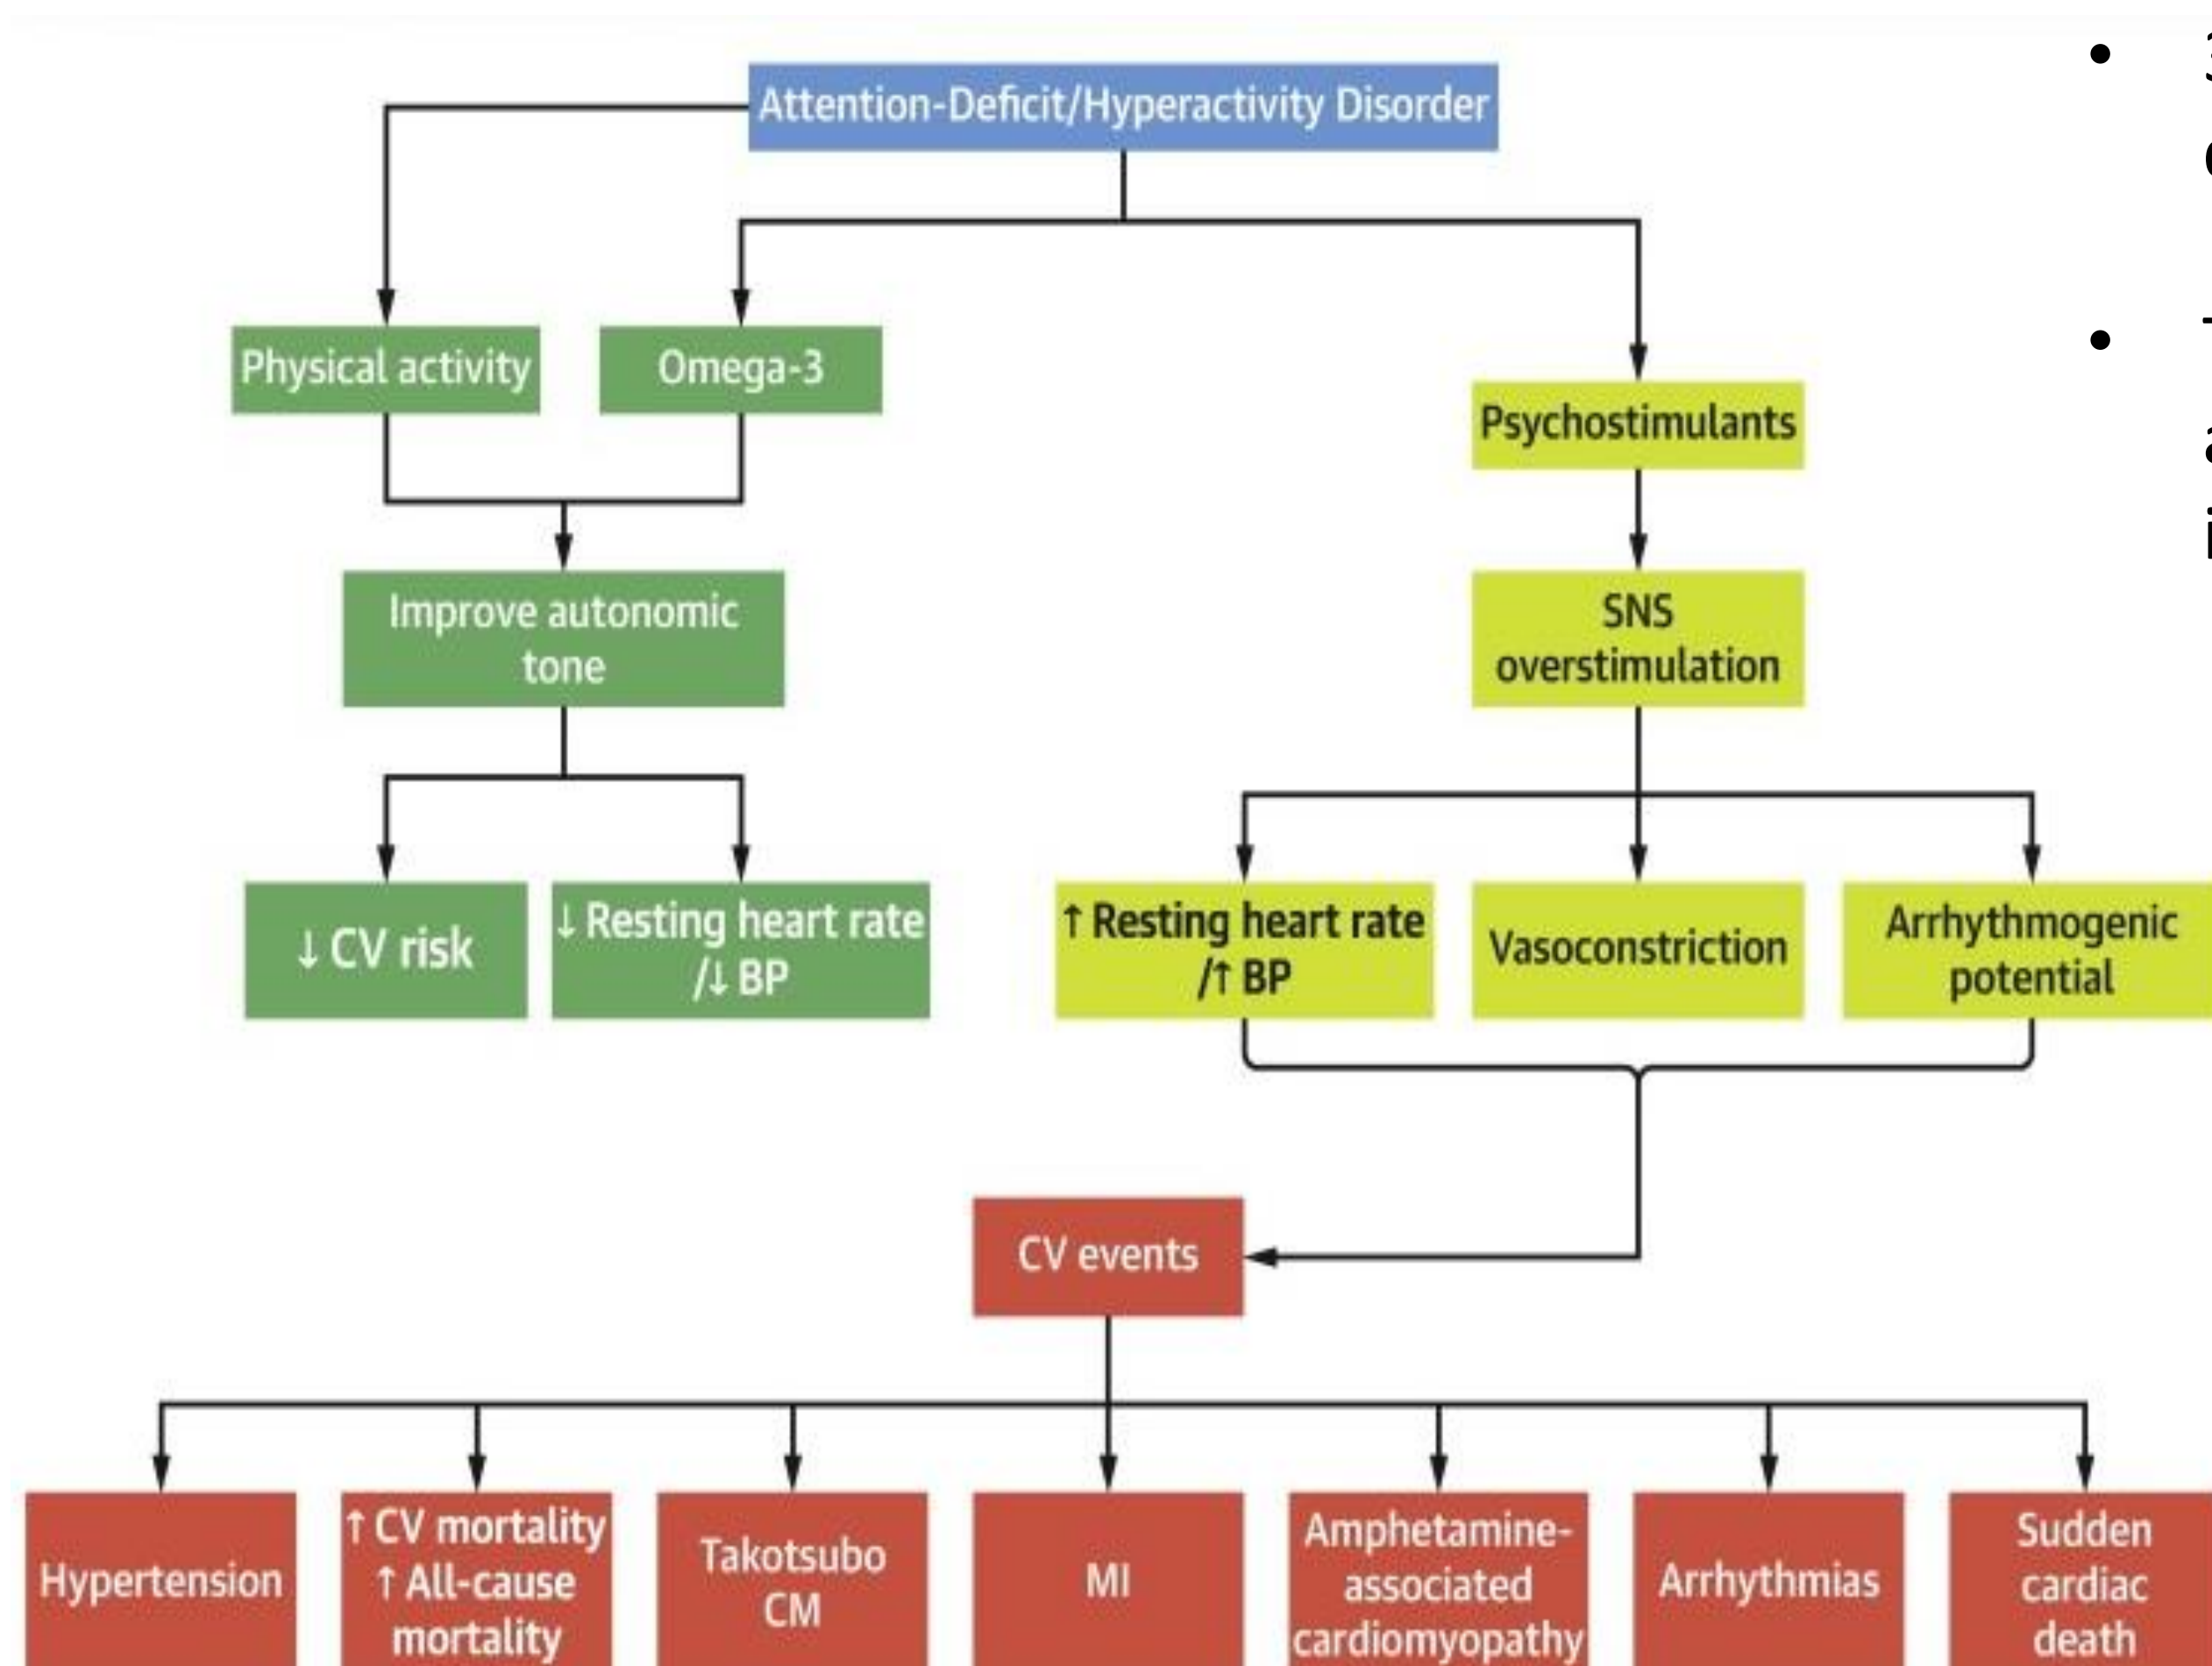 Attention-Deficit/Hyperactivity Disorder
Physical activity
Omega-3
Psychostimulants
Improve autonomic
tone
SNS
overstimulation
↓ CV risk
↓ Resting heart rate
/↓ BP
↑ Resting heart rate
/↑ BP
Vasoconstriction
Arrhythmogenic
potential
CV events
Hypertension
↑ CV mortality
↑ All-cause
mortality
Takotsubo
CM
MI
Amphetamine-
associated
cardiomyopathy
Arrhythmias
Sudden
cardiac
death